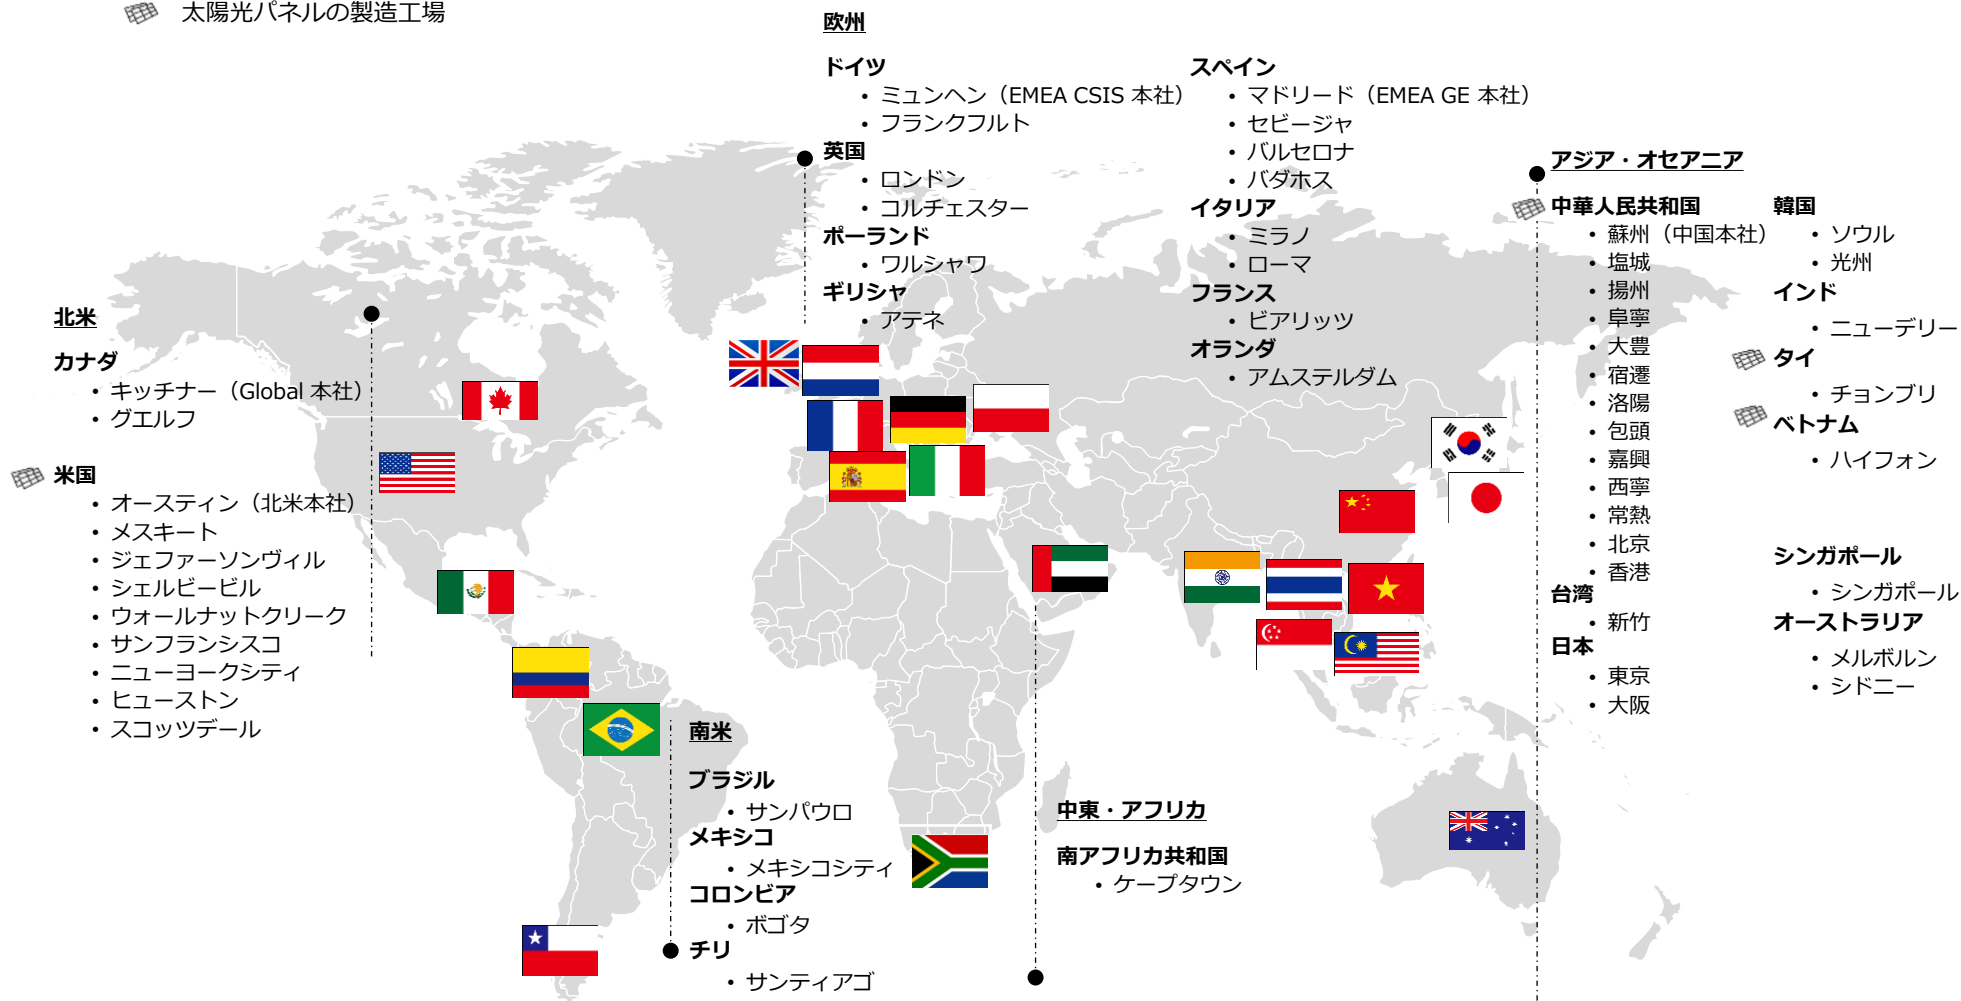 太陽光パネルの製造工場
欧州
ドイツ
• ミュンヘン（EMEA CSIS 本社）
• フランクフルト
英国
• ロンドン
• コルチェスター
ポーランド
• ワルシャワ
ギリシャ
• アテネ
スペイン
• マドリード（EMEA GE 本社）
• セビージャ
• バルセロナ
• バダホス
イタリア
• ミラノ
• ローマ
フランス
• ビアリッツ
オランダ
• アムステルダム
アジア・オセアニア
中華人民共和国
• 蘇州（中国本社）
• 塩城
• 揚州
• 阜寧
• 大豊
• 宿遷
• 洛陽
• 包頭
• 嘉興
• 西寧
• 常熱
• 北京
• 香港
台湾
• 新竹
日本
• 東京
• 大阪
韓国
• ソウル
• 光州
インド
• ニューデリー
タイ
• チョンブリ
ベトナム
• ハイフォン
シンガポール
• シンガポール
オーストラリア
• メルボルン
• シドニー
北米
カナダ
• キッチナー（Global 本社）
• グエルフ
米国
• オースティン（北米本社）
• メスキート
• ジェファーソンヴィル
• シェルビービル
• ウォールナットクリーク
• サンフランシスコ
• ニューヨークシティ
• ヒューストン
• スコッツデール
南米
ブラジル
• サンパウロ
メキシコ
• メキシコシティ
コロンビア
• ボゴタ
チリ
• サンティアゴ
中東・アフリカ
南アフリカ共和国
• ケープタウン